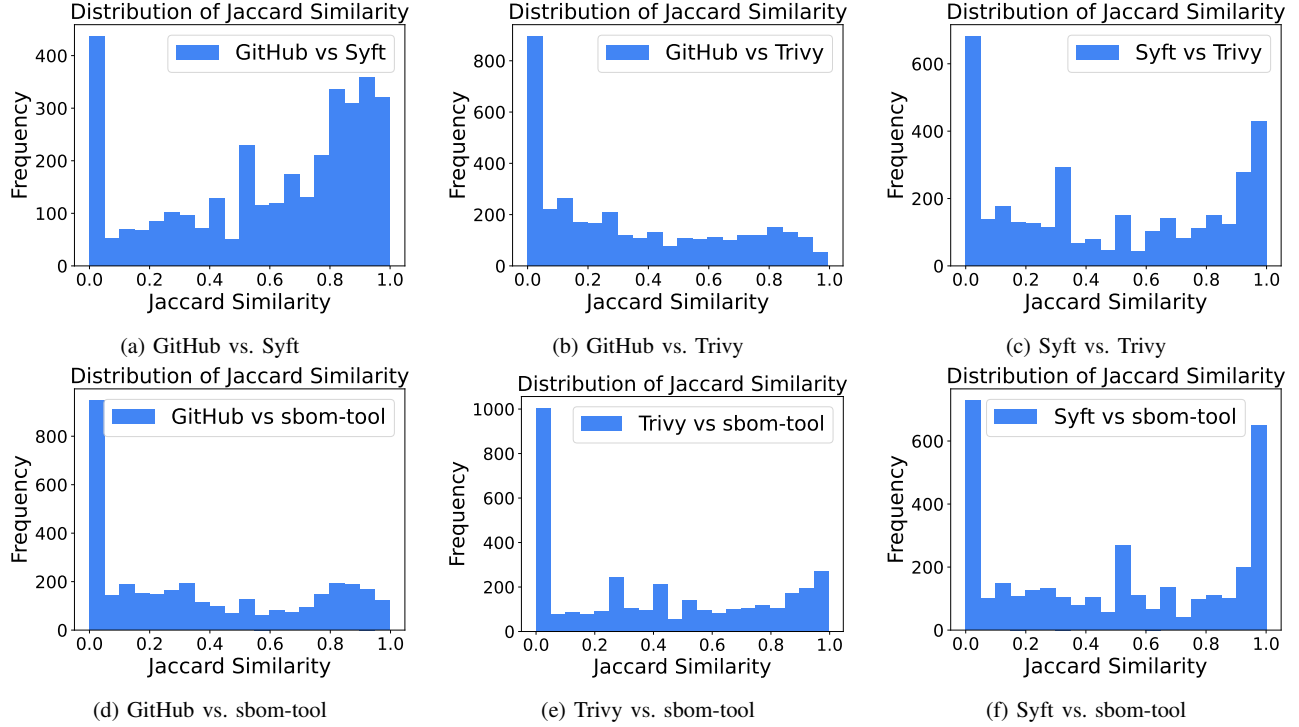 Distribution of Jaccard Similarity
GitHub vs Syft
Frequency
400
300
200
100
0
0.0 0.2 0.4 0.6 0.8 1.0
Jaccard Similarity
(a) GitHub vs. Syft
Distribution of Jaccard Similarity
GitHub vs Trivy
Frequency
800
600
400
200
0
0.0 0.2 0.4 0.6 0.8 1.0
Jaccard Similarity
(b) GitHub vs. Trivy
Distribution of Jaccard Similarity
Syft vs Trivy
Frequency
600
400
200
0
0.0 0.2 0.4 0.6 0.8 1.0
Jaccard Similarity
(c) Syft vs. Trivy
Distribution of Jaccard Similarity
GitHub vs sbom-tool
Frequency
800
600
400
200
0
0.0 0.2 0.4 0.6 0.8 1.0
Jaccard Similarity
(d) GitHub vs. sbom-tool
Distribution of Jaccard Similarity
Trivy vs sbom-tool
Frequency
1000
800
600
400
200
0
0.0 0.2 0.4 0.6 0.8 1.0
Jaccard Similarity
(e) Trivy vs. sbom-tool
Distribution of Jaccard Similarity
Syft vs sbom-tool
Frequency
600
400
200
0
0.0 0.2 0.4 0.6 0.8 1.0
Jaccard Similarity
(f) Syft vs. sbom-tool